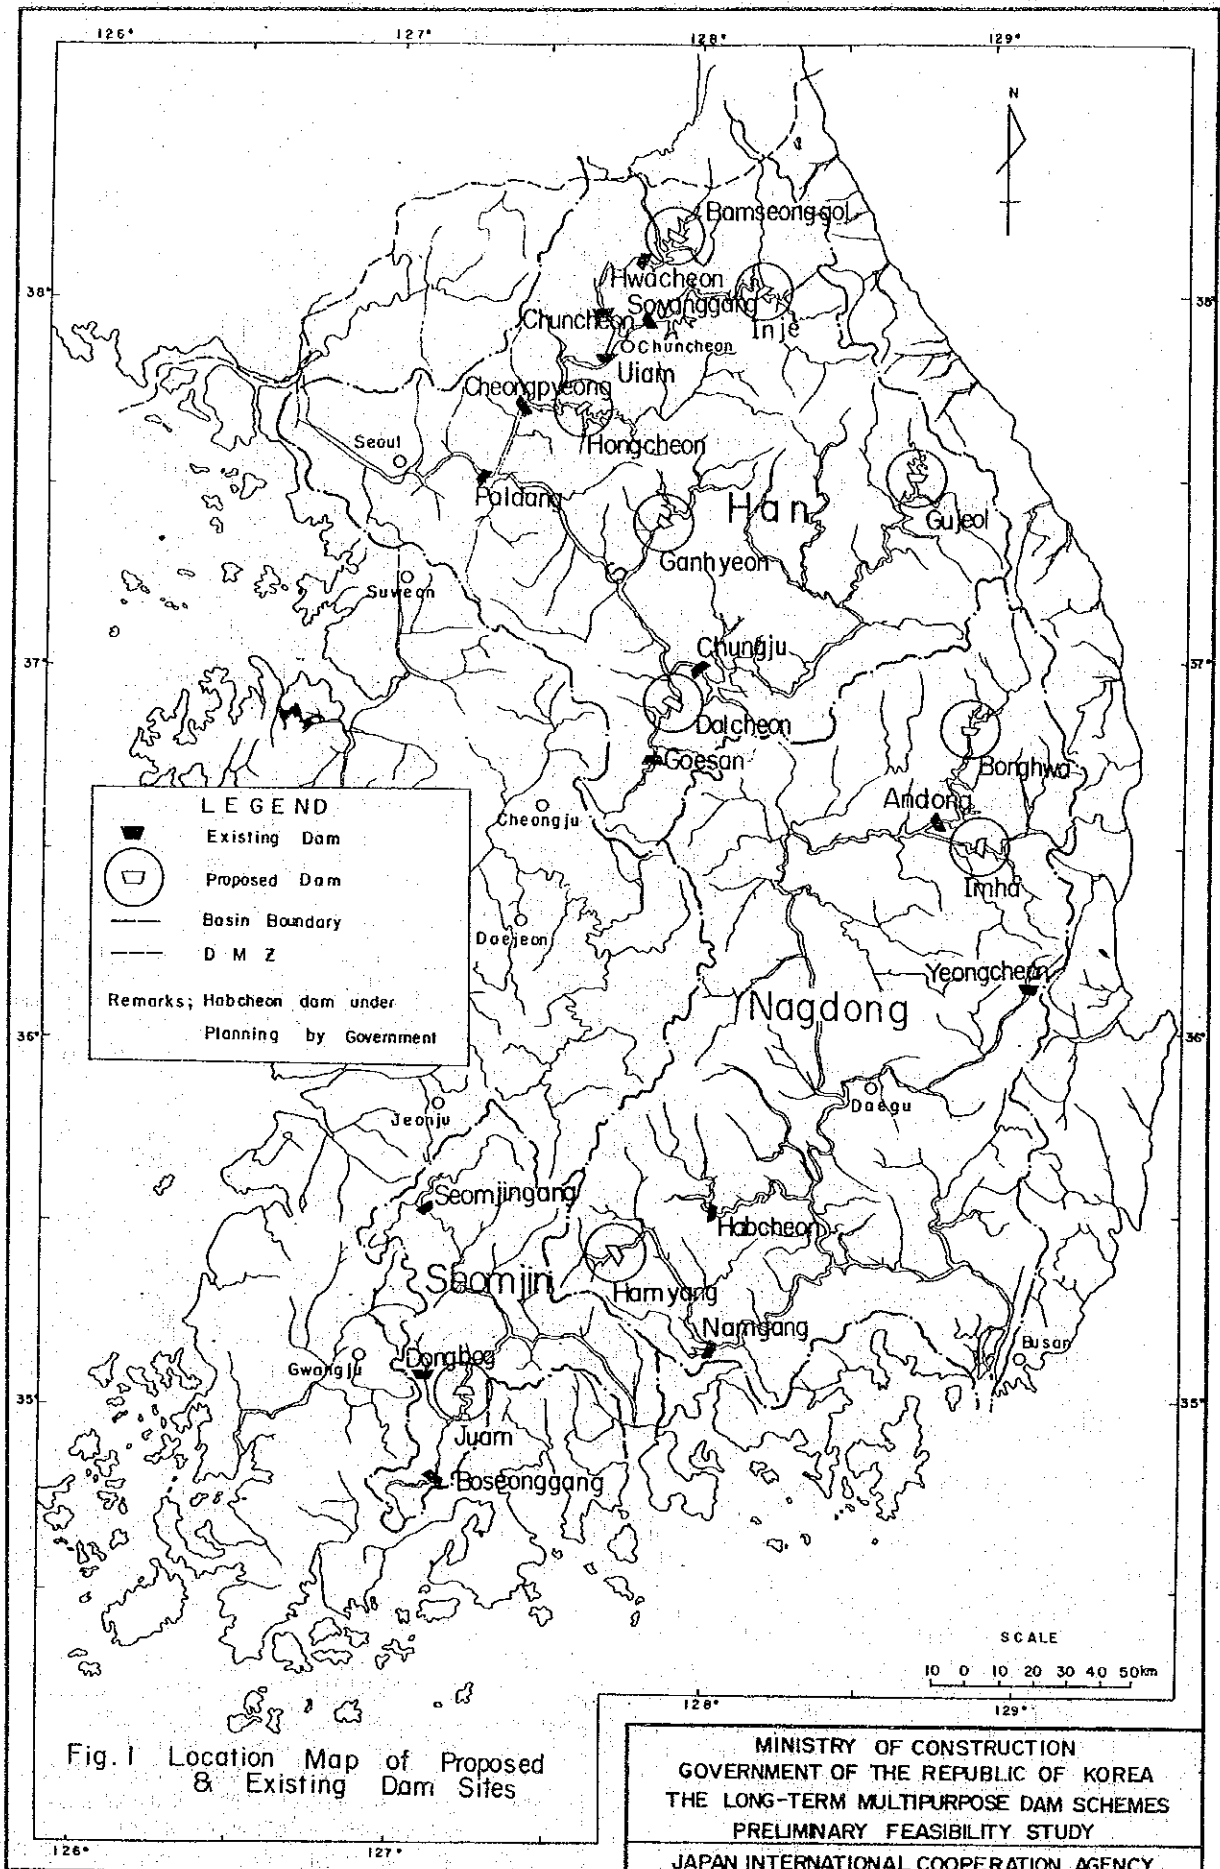 126° 127° 128° 129°
N
Bamseonggol
38° 38°
Hwacheon
Soyanggang
Chuncheon
Inje
Chuncheon
Uiam
Cheongpyeong
Seoul
Hongcheon
Paldang
Han
Gujeol
Ganhyeon
Suweon
Chungju
37° 37°
Dalcheon
Goesan
Bonghwa
Andong
Cheongju
Imha
LEGEND
Existing Dam
Proposed Dam
Basin Boundary
D M Z
Remarks; Habcheon dam under
Planning by Government
Daejeon
Yeongcheon
Nagdong
36° 36°
Daegu
Jeonju
Seomjingang
Habcheon
Seomjin
Hamyang
Namgang
Busan
Gwangju
Dongbog
35° 35°
Juam
Boseonggang
SCALE
10 0 10 20 30 40 50km
128° 129°
Fig. 1 Location Map of Proposed
& Existing Dam Sites
MINISTRY OF CONSTRUCTION
GOVERNMENT OF THE REPUBLIC OF KOREA
THE LONG-TERM MULTIPURPOSE DAM SCHEMES
PRELIMINARY FEASIBILITY STUDY
JAPAN INTERNATIONAL COOPERATION AGENCY
126° 127°